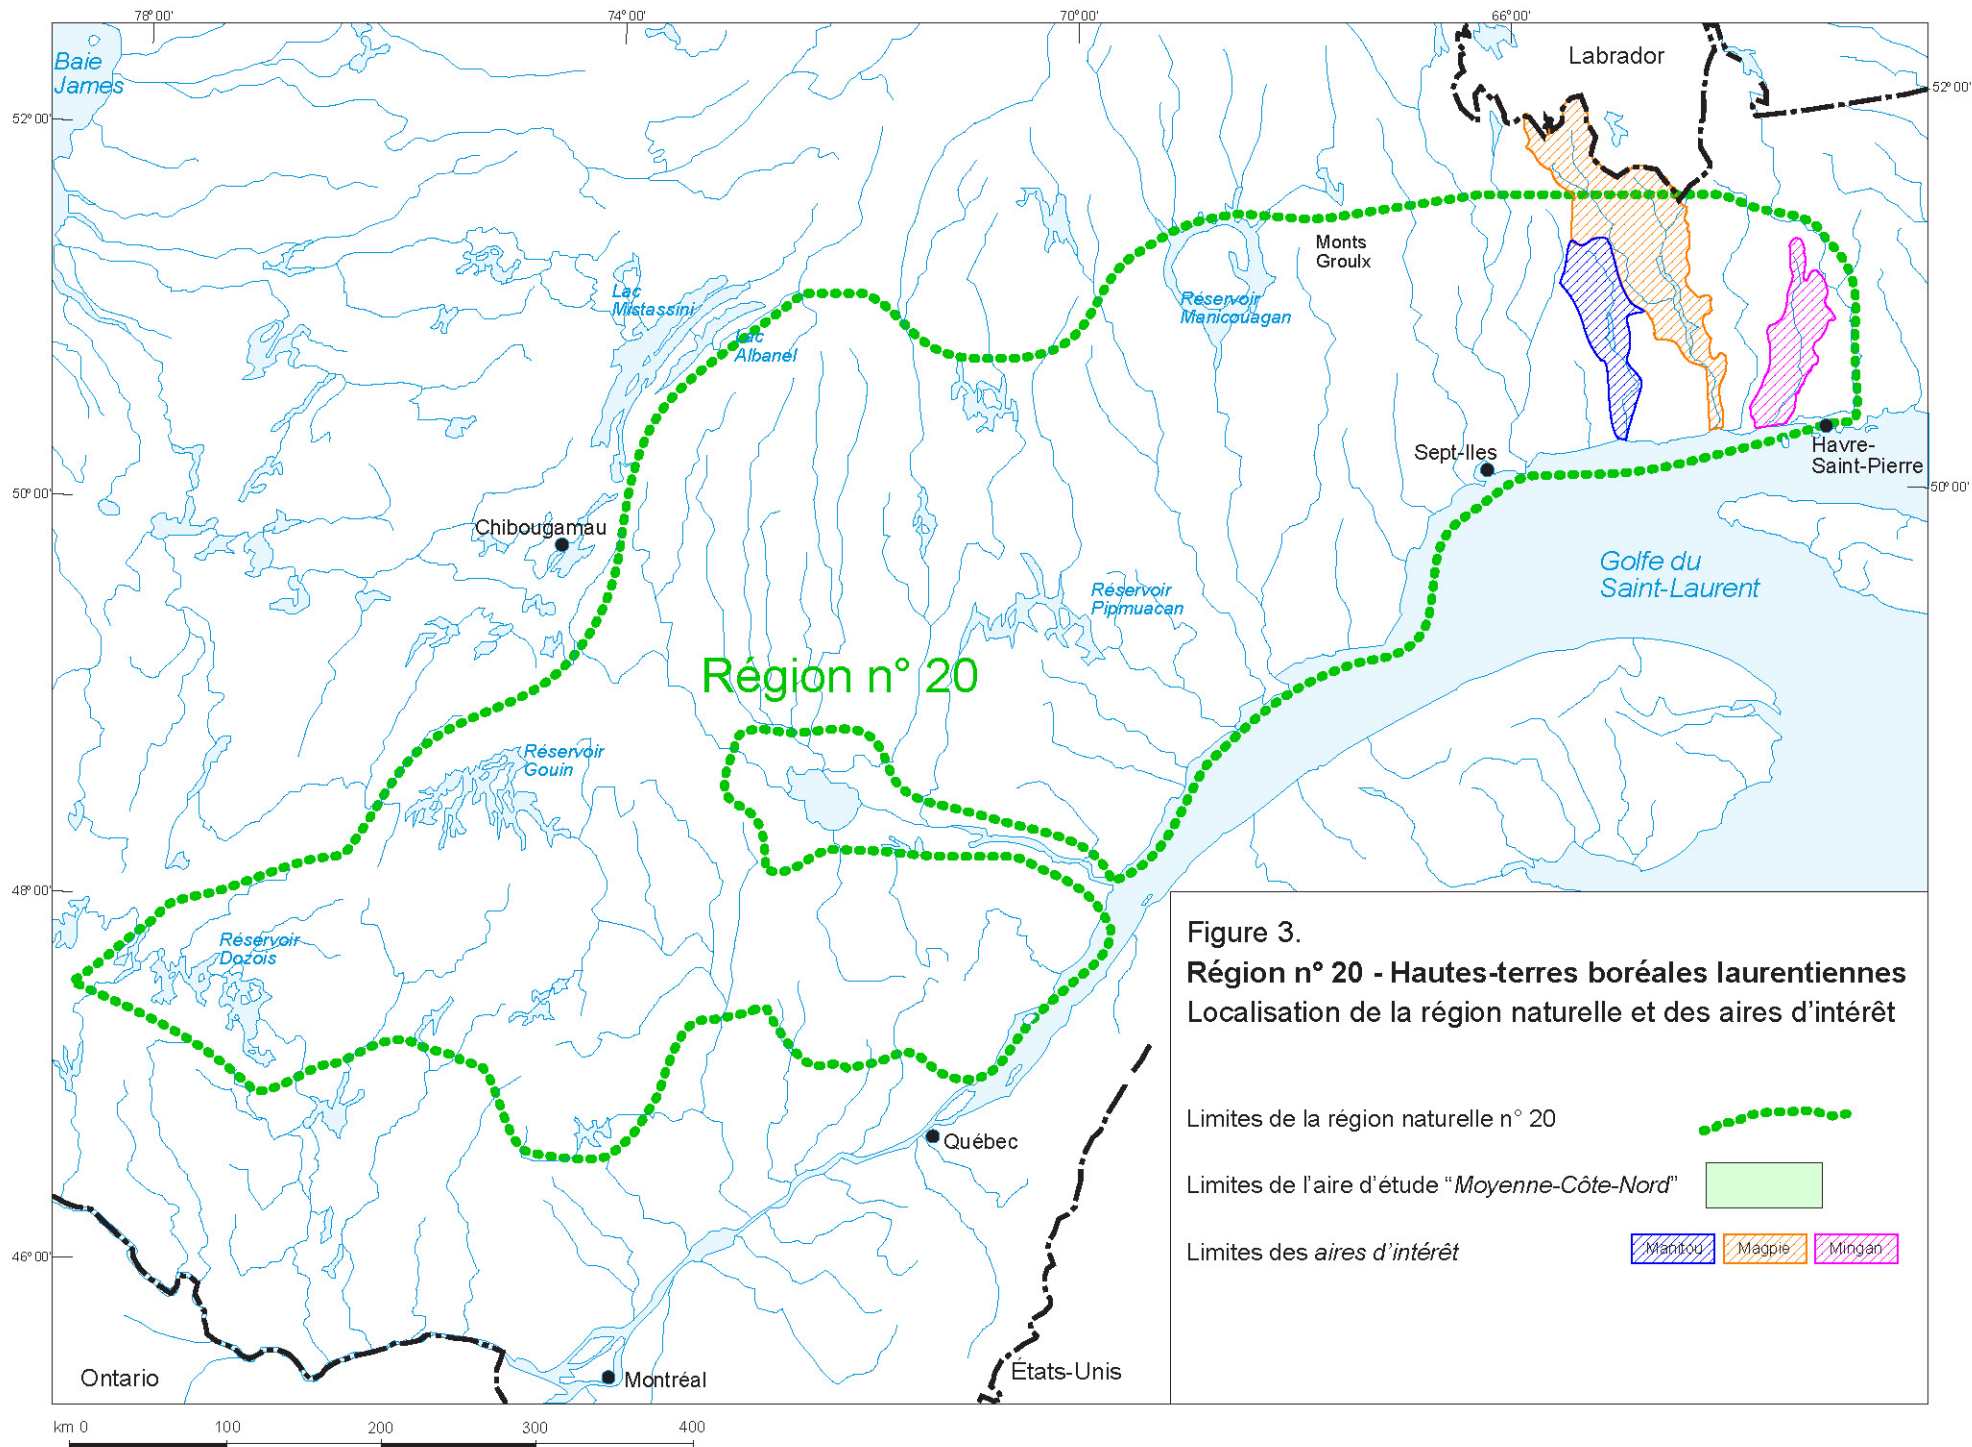 78° 00'
74° 00'
70° 00'
66° 00'
Baie
James
Labrador
52° 00'
52° 00'
Monts
Groulx
Lac
Mistassini
Réservoir
Manicouagan
Lac
Albanel
Sept-Iles
Havre-
Saint-Pierre
50° 00'
50° 00'
Chibougamau
Golfe du
Saint-Laurent
Réservoir
Pipmuacan
Région n° 20
Réservoir
Gouin
48° 00'
Réservoir
Dozois
Figure 3.
Région nº 20 - Hautes-terres boréales laurentiennes
Localisation de la région naturelle et des aires d'intérêt
Limites de la région naturelle n° 20
Québec
Limites de l'aire d'étude “Moyenne-Côte-Nord”
Limites des aires d'intérêt
Manitou
Magpie
Mingan
46° 00'
Ontario
Montréal
États-Unis
km 0 100 200 300 400